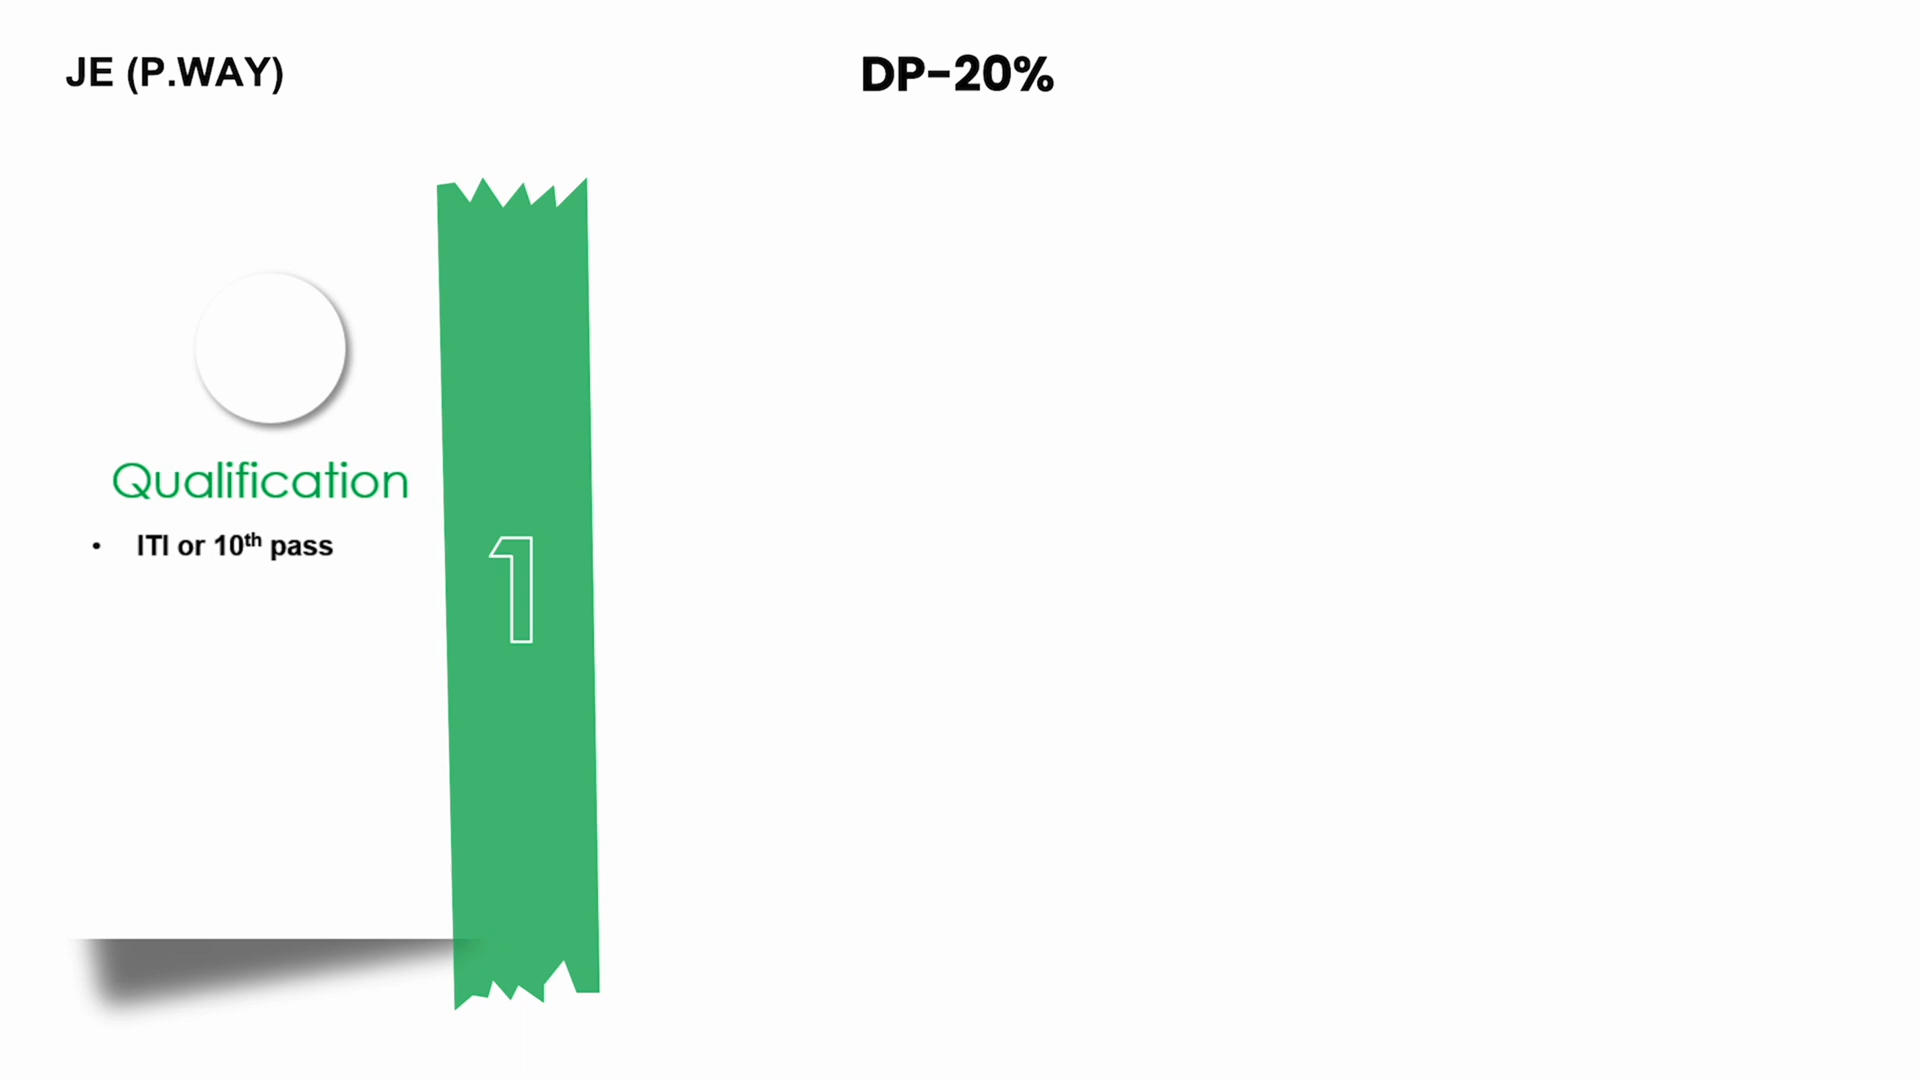 JE (P.WAY)
DP-20%
Qualification
• ITI or 10th pass
1